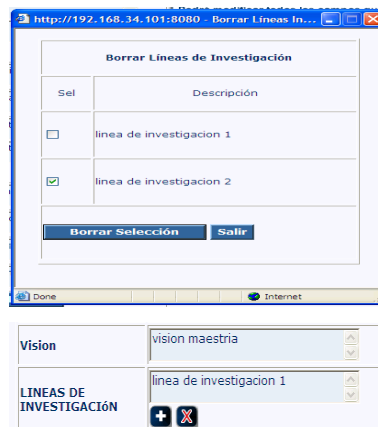 http://192.168.34.101:8080 - Borrar Líneas In...
Borrar Líneas de Investigación
Sel Descripción
linea de investigacion 1
linea de investigacion 2
Borrar Selección Salir
Done Internet
Vision vision maestria
LINEAS DE INVESTIGACIóN linea de investigacion 1